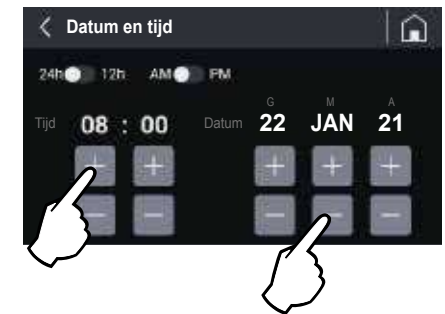 Datum en tijd
24h 12h AM PM
G M A
Tijd 08 : 00 Datum 22 JAN 21
+ + + + +
- - - - -